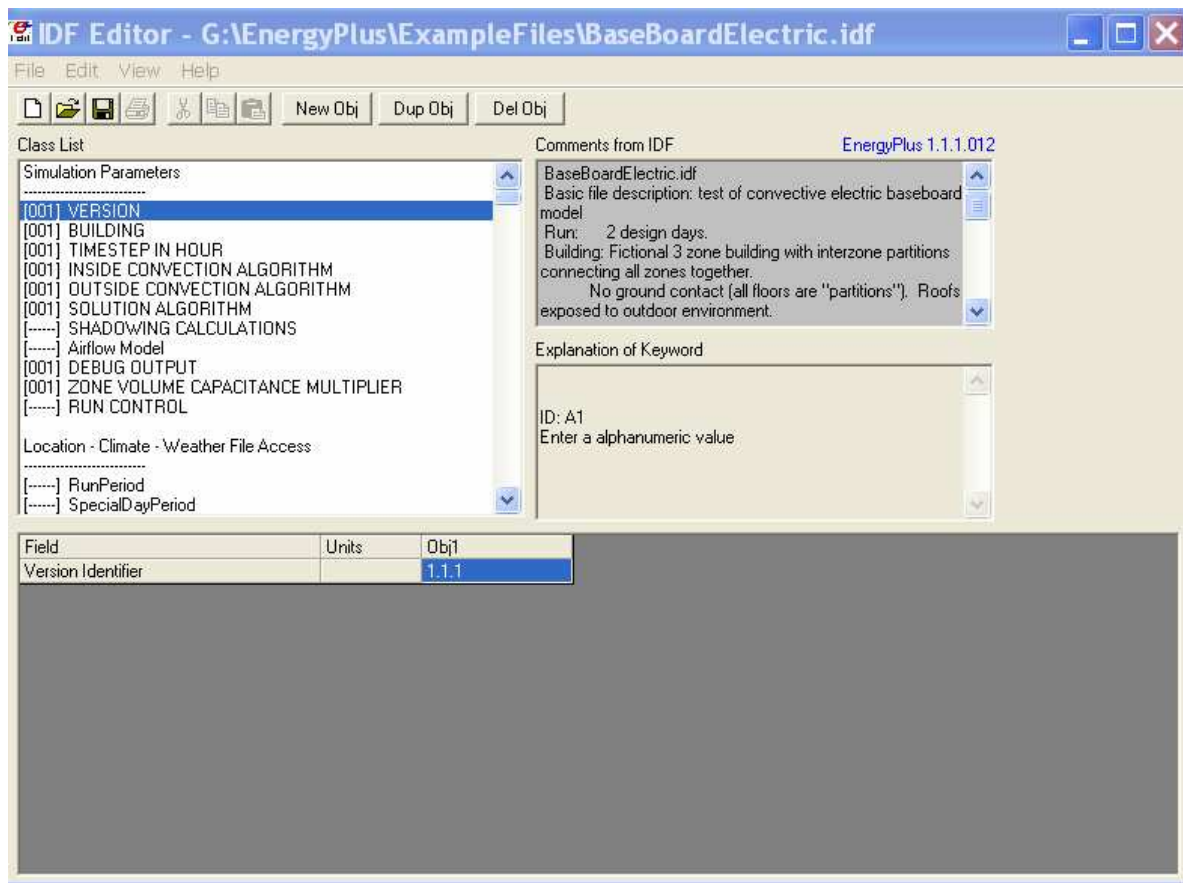 IDF Editor - G:\EnergyPlus\ExampleFiles\BaseBoardElectric.idf
File Edit View Help
New Obj Dup Obj Del Obj
Class List
Simulation Parameters
--------------------------
[001] VERSION
[001] BUILDING
[001] TIMESTEP IN HOUR
[001] INSIDE CONVECTION ALGORITHM
[001] OUTSIDE CONVECTION ALGORITHM
[001] SOLUTION ALGORITHM
[------] SHADOWING CALCULATIONS
[------] Airflow Model
[001] DEBUG OUTPUT
[001] ZONE VOLUME CAPACITANCE MULTIPLIER
[------] RUN CONTROL
Location - Climate - Weather File Access
--------------------------
[------] RunPeriod
[------] SpecialDayPeriod
Comments from IDF EnergyPlus 1.1.1.012
BaseBoardElectric.idf
Basic file description: test of convective electric baseboard
model
Run: 2 design days.
Building: Fictional 3 zone building with interzone partitions
connecting all zones together.
No ground contact (all floors are "partitions"). Roofs
exposed to outdoor environment.
Explanation of Keyword
ID: A1
Enter a alphanumeric value
Field Units Obj1
Version Identifier 1.1.1